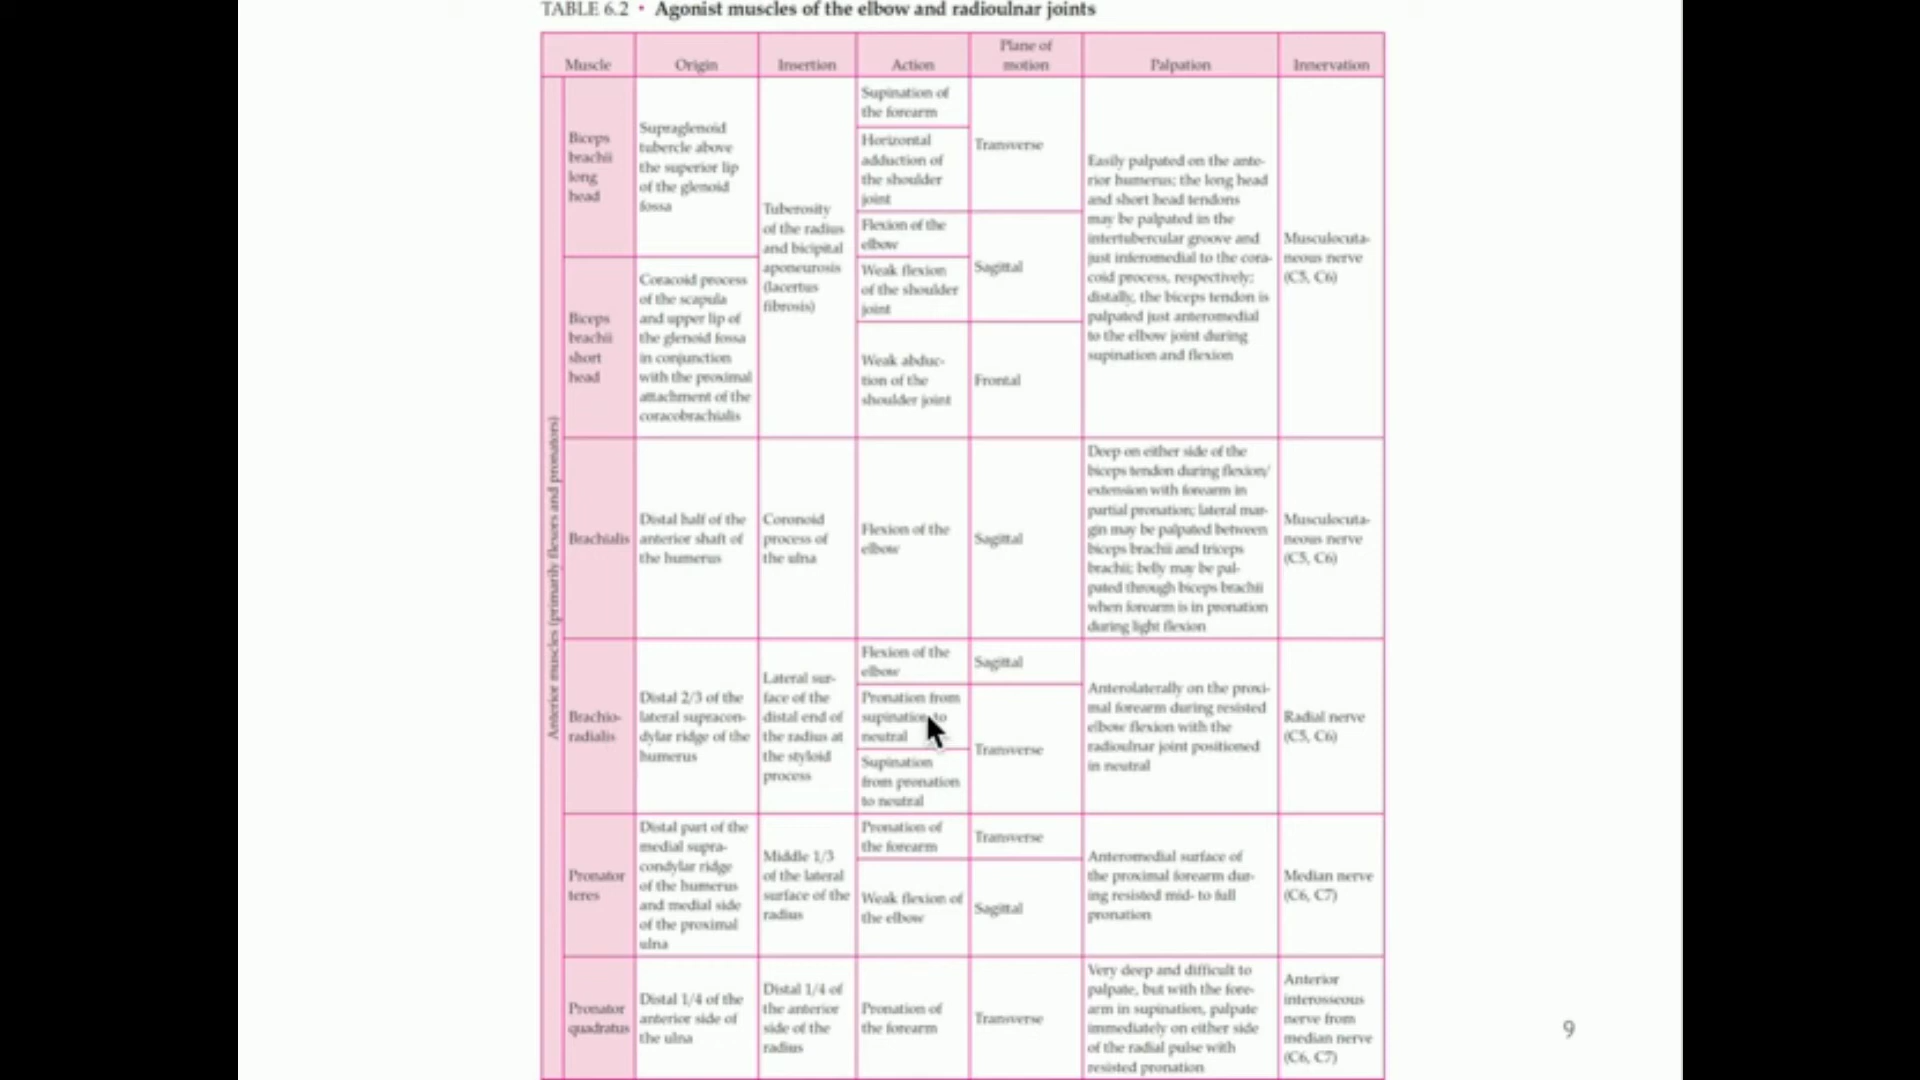 TABLE 6.2 • Agonist muscles of the elbow and radioulnar joints
Muscle
Origin
Insertion
Action
Plane of
motion
Palpation
Innervation
Anterior muscles (primarily flexors and pronators)
Biceps
brachii
long
head
Supraglenoid
tubercle above
the superior lip
of the glenoid
fossa
Tuberosity
of the radius
and bicipital
aponeurosis
(lacertus
fibrosis)
Supination of
the forearm
Horizontal
adduction of
the shoulder
joint
Transverse
Flexion of the
elbow
Weak flexion
of the shoulder
joint
Sagittal
Weak abduc-
tion of the
shoulder joint
Frontal
Easily palpated on the ante-
rior humerus; the long head
and short head tendons
may be palpated in the
intertubercular groove and
just inferomedial to the cora-
coid process, respectively;
distally, the biceps tendon is
palpated just anteromedial
to the elbow joint during
supination and flexion
Musculocuta-
neous nerve
(C5, C6)
Biceps
brachii
short
head
Coracoid process
of the scapula
and upper lip of
the glenoid fossa
in conjunction
with the proximal
attachment of the
coracobrachialis
Brachialis
Distal half of the
anterior shaft of
the humerus
Coronoid
process of
the ulna
Flexion of the
elbow
Sagittal
Deep on either side of the
biceps tendon during flexion/
extension with forearm in
partial pronation; lateral mar-
gin may be palpated between
biceps brachii and triceps
brachii; belly may be pal-
pated through biceps brachii
when forearm is in pronation
during light flexion
Musculocuta-
neous nerve
(C5, C6)
Brachio-
radialis
Distal 2/3 of the
lateral supracon-
dylar ridge of the
humerus
Lateral sur-
face of the
distal end of
the radius at
the styloid
process
Flexion of the
elbow
Sagittal
Pronation from
supination to
neutral
Supination
from pronation
to neutral
Transverse
Anterolaterally on the proxi-
mal forearm during resisted
elbow flexion with the
radioulnar joint positioned
in neutral
Radial nerve
(C5, C6)
Pronator
teres
Distal part of the
medial supra-
condylar ridge
of the humerus
and medial side
of the proximal
ulna
Middle 1/3
of the lateral
surface of the
radius
Pronation of
the forearm
Transverse
Weak flexion of
the elbow
Sagittal
Anteromedial surface of
the proximal forearm dur-
ing resisted mid- to full
pronation
Median nerve
(C6, C7)
Pronator
quadratus
Distal 1/4 of the
anterior side of
the ulna
Distal 1/4 of
the anterior
side of the
radius
Pronation of
the forearm
Transverse
Very deep and difficult to
palpate, but with the fore-
arm in supination, palpate
immediately on either side
of the radial pulse with
resisted pronation
Anterior
interosseous
nerve from
median nerve
(C6, C7)
9